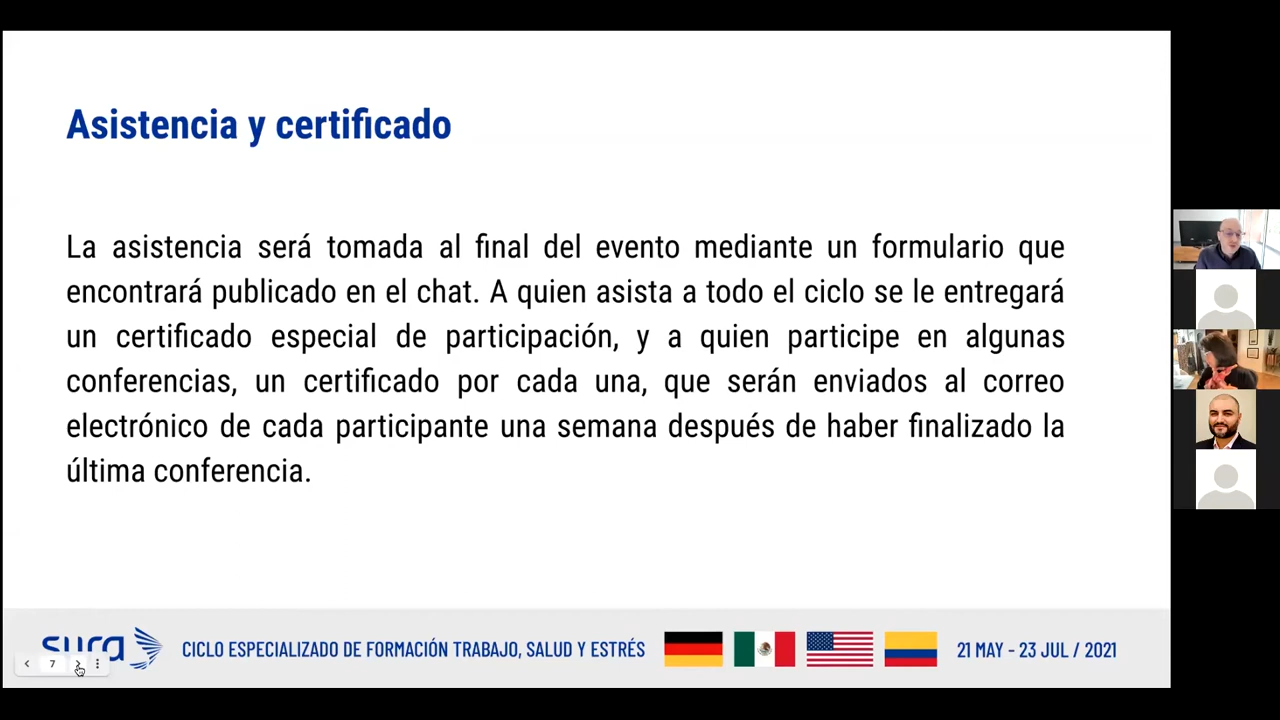 Asistencia y certificado
La asistencia será tomada al final del evento mediante un formulario que
encontrará publicado en el chat. A quien asista a todo el ciclo se le entregará
un certificado especial de participación, y a quien participe en algunas
conferencias, un certificado por cada una, que serán enviados al correo
electrónico de cada participante una semana después de haber finalizado la
última conferencia.
sura
CICLO ESPECIALIZADO DE FORMACIÓN TRABAJO, SALUD Y ESTRÉS
21 MAY - 23 JUL / 2021
7